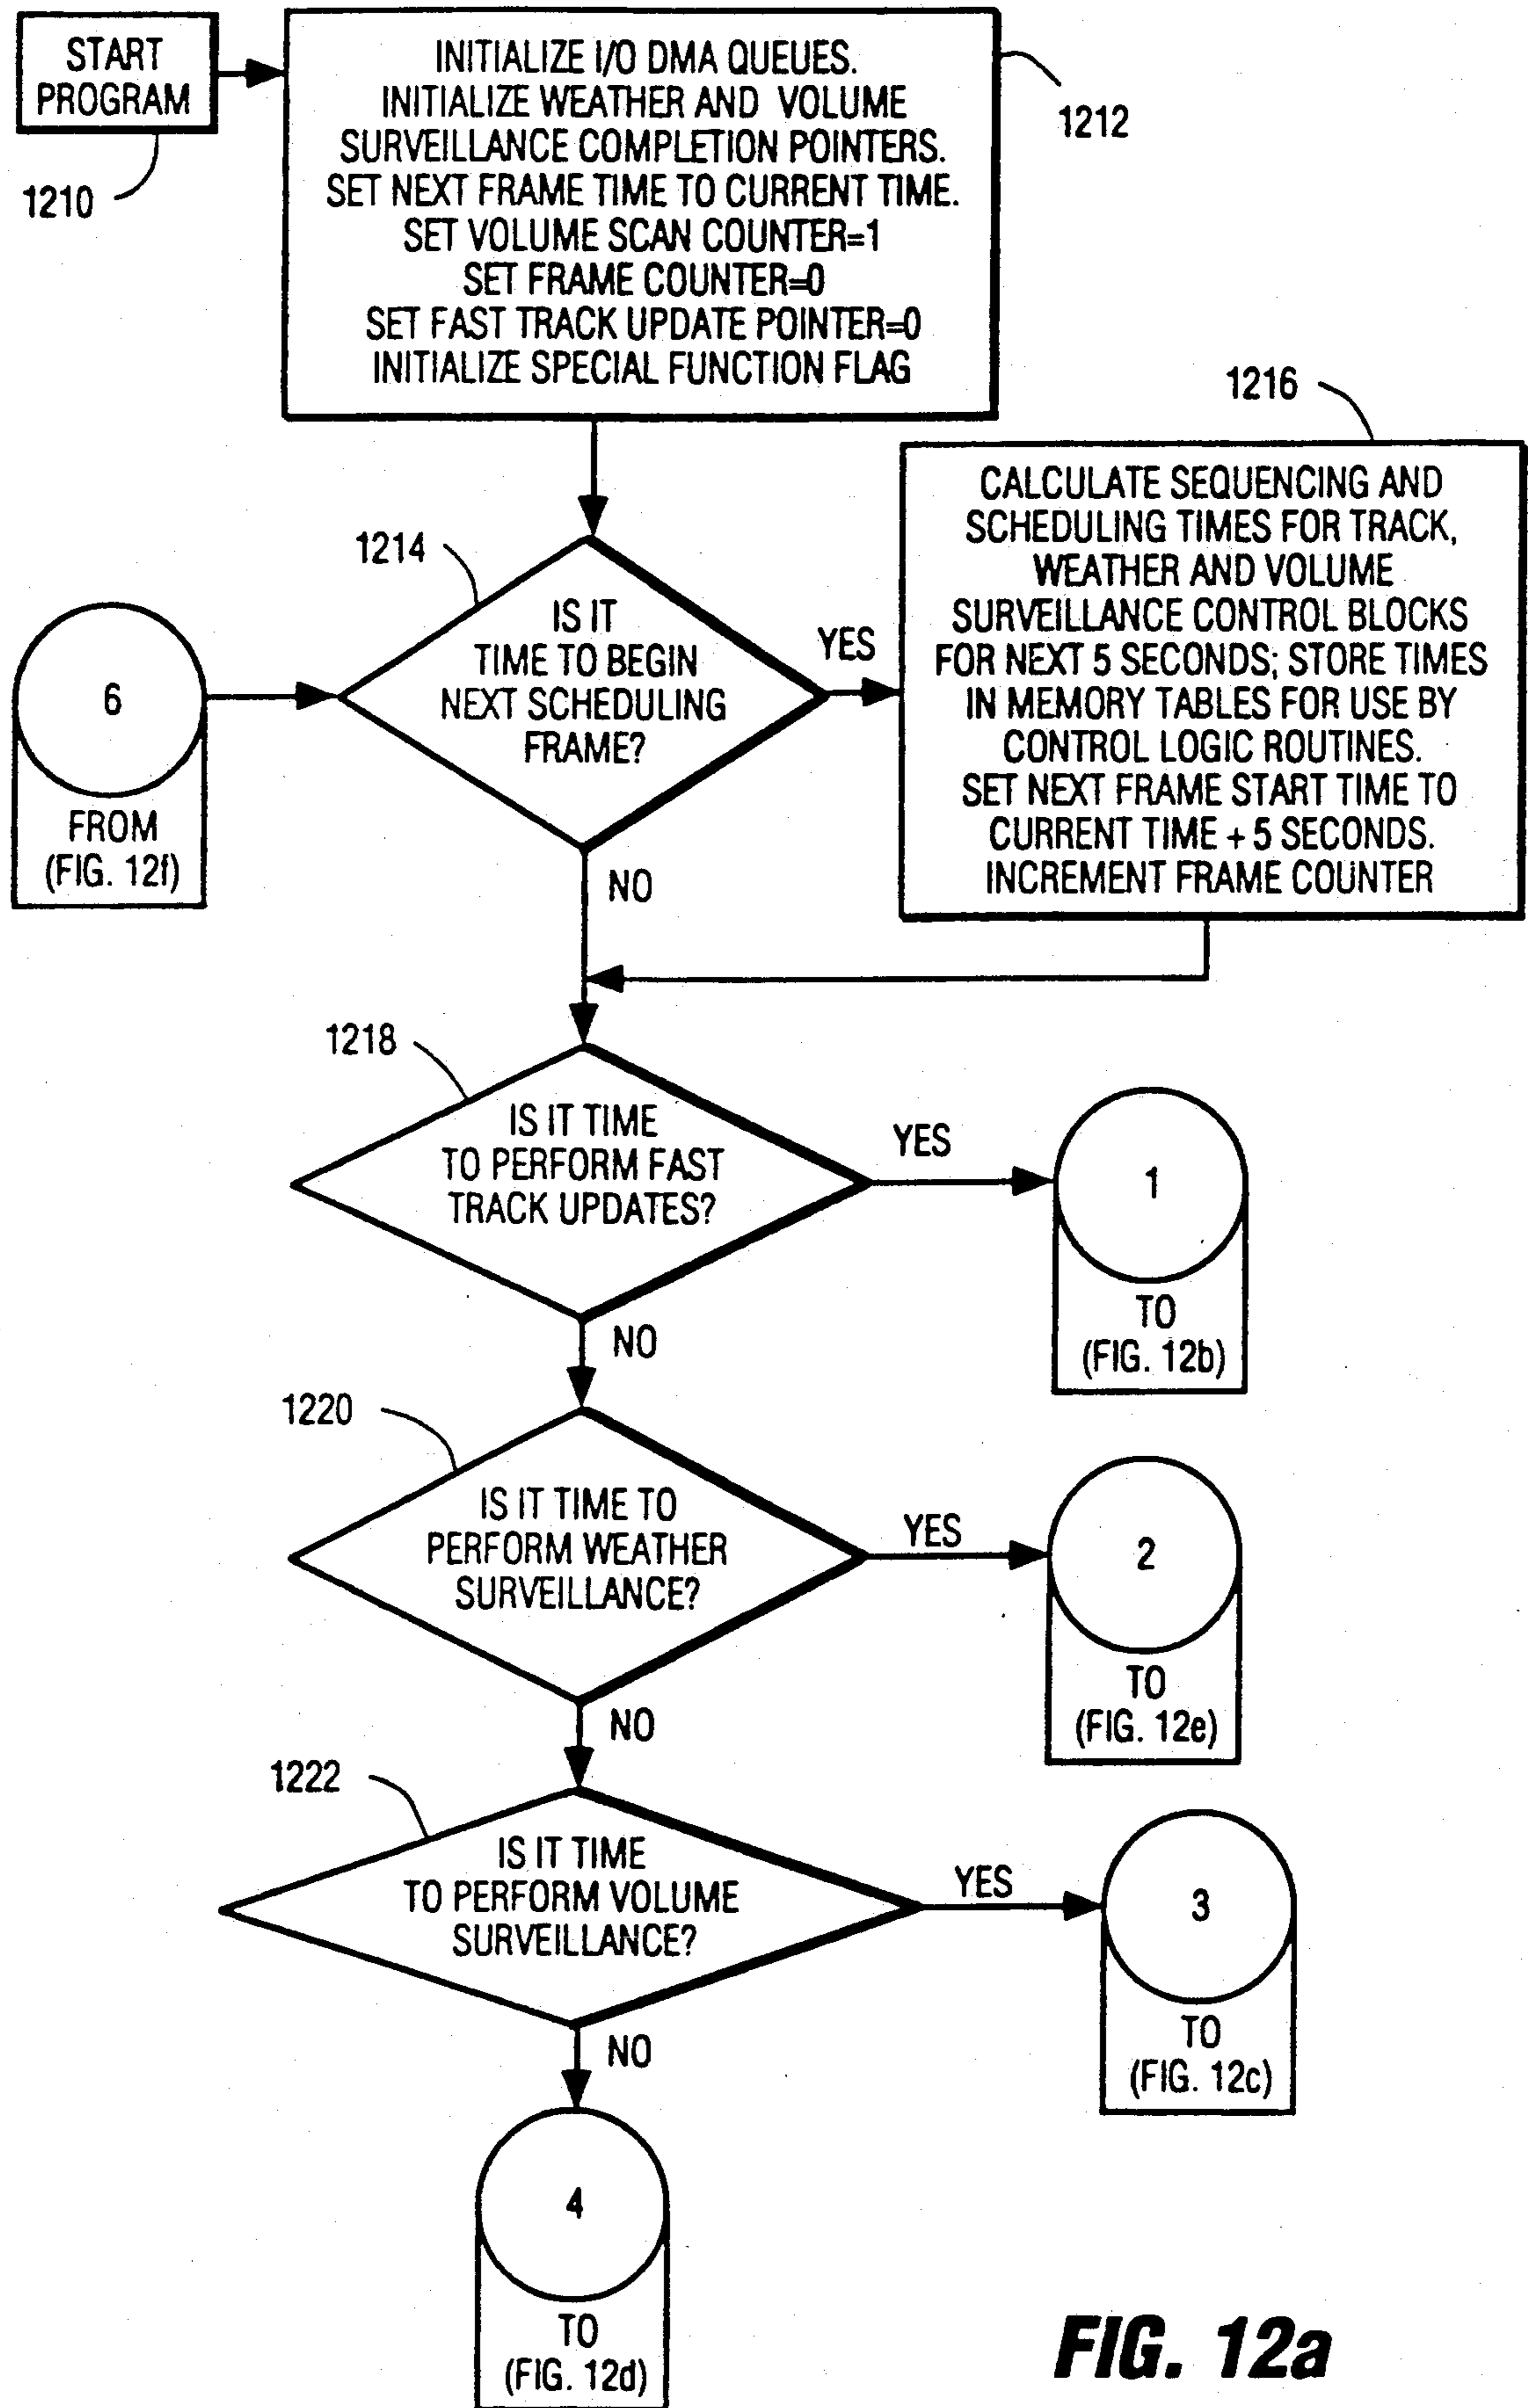 START
PROGRAM
1210
INITIALIZE I/O DMA QUEUES.
INITIALIZE WEATHER AND VOLUME
SURVEILLANCE COMPLETION POINTERS.
SET NEXT FRAME TIME TO CURRENT TIME.
SET VOLUME SCAN COUNTER=1
SET FRAME COUNTER=0
SET FAST TRACK UPDATE POINTER=0
INITIALIZE SPECIAL FUNCTION FLAG
1212
1214
IS IT
TIME TO BEGIN
NEXT SCHEDULING
FRAME?
YES
NO
6
FROM
(FIG. 12f)
1216
CALCULATE SEQUENCING AND
SCHEDULING TIMES FOR TRACK,
WEATHER AND VOLUME
SURVEILLANCE CONTROL BLOCKS
FOR NEXT 5 SECONDS; STORE TIMES
IN MEMORY TABLES FOR USE BY
CONTROL LOGIC ROUTINES.
SET NEXT FRAME START TIME TO
CURRENT TIME + 5 SECONDS.
INCREMENT FRAME COUNTER
1218
IS IT TIME
TO PERFORM FAST
TRACK UPDATES?
YES
1
TO
(FIG. 12b)
NO
1220
IS IT TIME TO
PERFORM WEATHER
SURVEILLANCE?
YES
2
TO
(FIG. 12e)
NO
1222
IS IT TIME
TO PERFORM VOLUME
SURVEILLANCE?
YES
3
TO
(FIG. 12c)
NO
4
TO
(FIG. 12d)
FIG. 12a